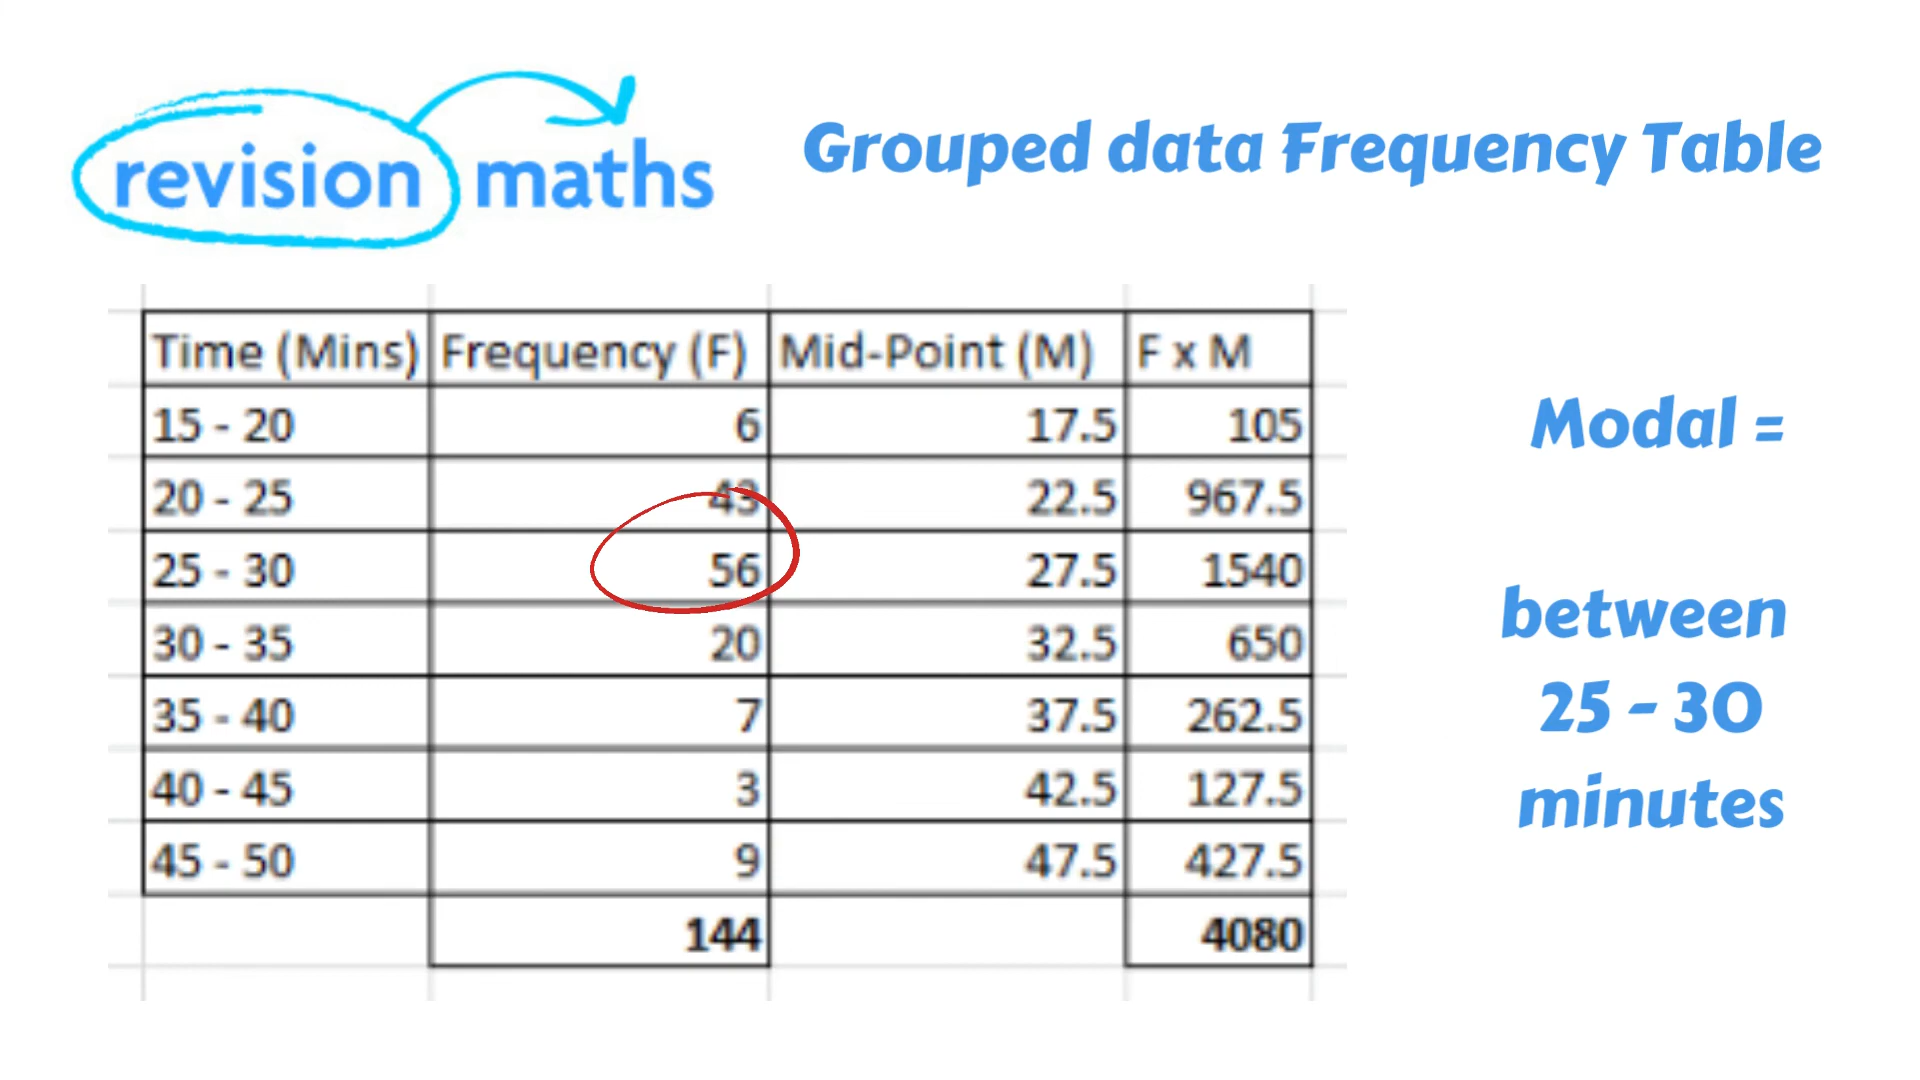 revision maths
Grouped data Frequency Table
Time (Mins) Frequency (F) Mid-Point (M) F x M
15 - 20 6 17.5 105
20 - 25 43 22.5 967.5
25 - 30 56 27.5 1540
30 - 35 20 32.5 650
35 - 40 7 37.5 262.5
40 - 45 3 42.5 127.5
45 - 50 9 47.5 427.5
144 4080
Modal =
between
25 - 30
minutes